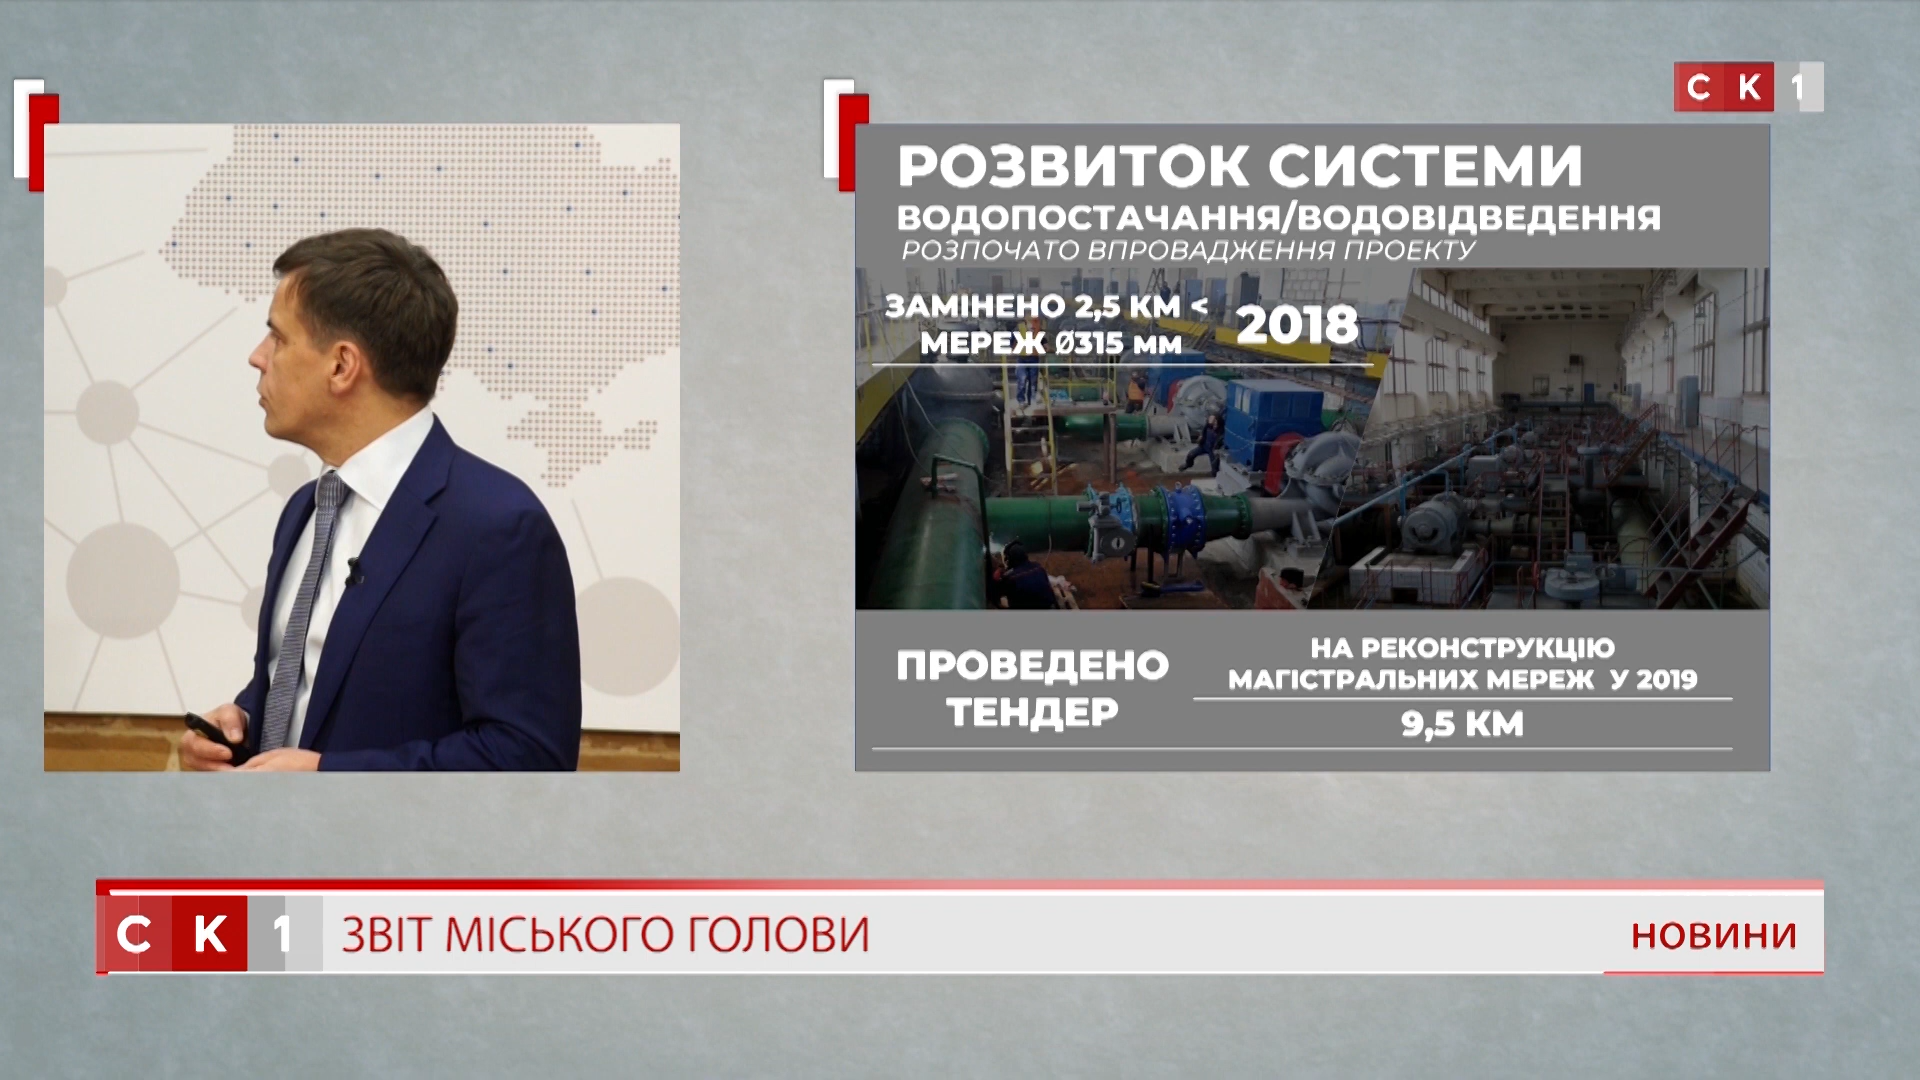 СК1
РОЗВИТОК СИСТЕМИ
ВОДОПОСТАЧАННЯ/ВОДОВІДВЕДЕННЯ
РОЗПОЧАТО ВПРОВАДЖЕННЯ ПРОЕКТУ
ЗАМІНЕНО 2,5 КМ <
МЕРЕЖ Ø315 мм
2018
ПРОВЕДЕНО
ТЕНДЕР
НА РЕКОНСТРУКЦІЮ
МАГІСТРАЛЬНИХ МЕРЕЖ У 2019
9,5 КМ
СК1 ЗВІТ МІСЬКОГО ГОЛОВИ
НОВИНИ